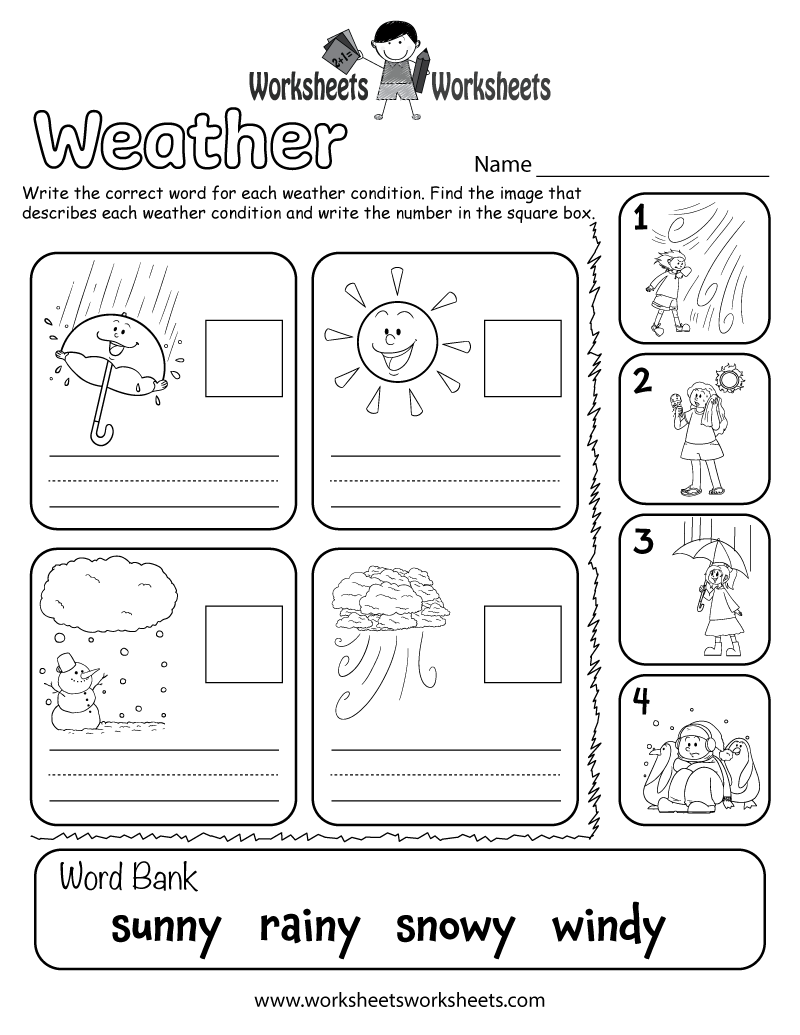 2+1=
Worksheets Worksheets
Weather
Name
Write the correct word for each weather condition. Find the image that
describes each weather condition and write the number in the square box.
1
2
3
4
Word Bank
sunny rainy snowy windy
www.worksheetsworksheets.com